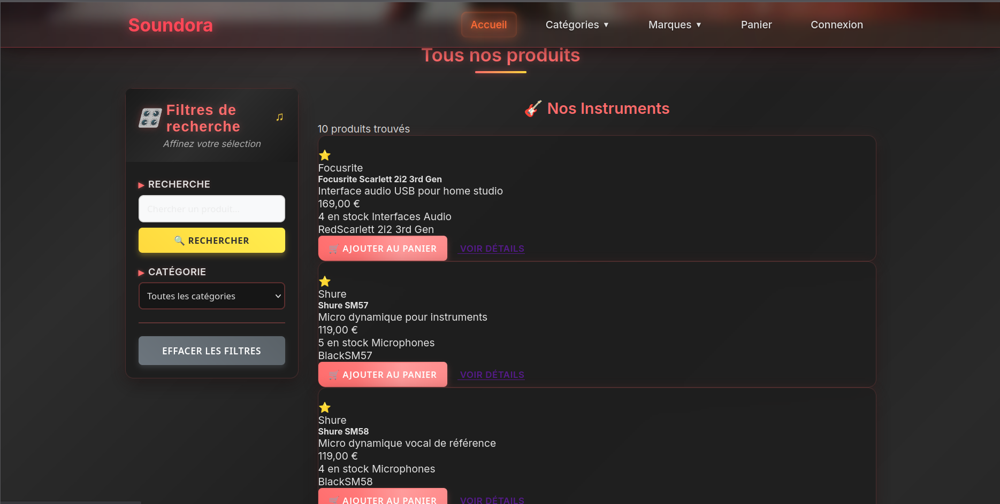 Soundora
Accueil
Catégories ▼
Marques ▼
Panier
Connexion
Tous nos produits
Filtres de
recherche
Affinez votre sélection
▶ RECHERCHE
Chercher un produit...
🔍 RECHERCHER
▶ CATÉGORIE
Toutes les catégories
EFFACER LES FILTRES
🎸 Nos Instruments
10 produits trouvés
⭐
Focusrite
Focusrite Scarlett 2i2 3rd Gen
Interface audio USB pour home studio
169,00 €
4 en stock Interfaces Audio
RedScarlett 2i2 3rd Gen
🛒 AJOUTER AU PANIER VOIR DÉTAILS
⭐
Shure
Shure SM57
Micro dynamique pour instruments
119,00 €
5 en stock Microphones
BlackSM57
🛒 AJOUTER AU PANIER VOIR DÉTAILS
⭐
Shure
Shure SM58
Micro dynamique vocal de référence
119,00 €
4 en stock Microphones
BlackSM58
🛒 AJOUTER AU PANIER VOIR DÉTAILS